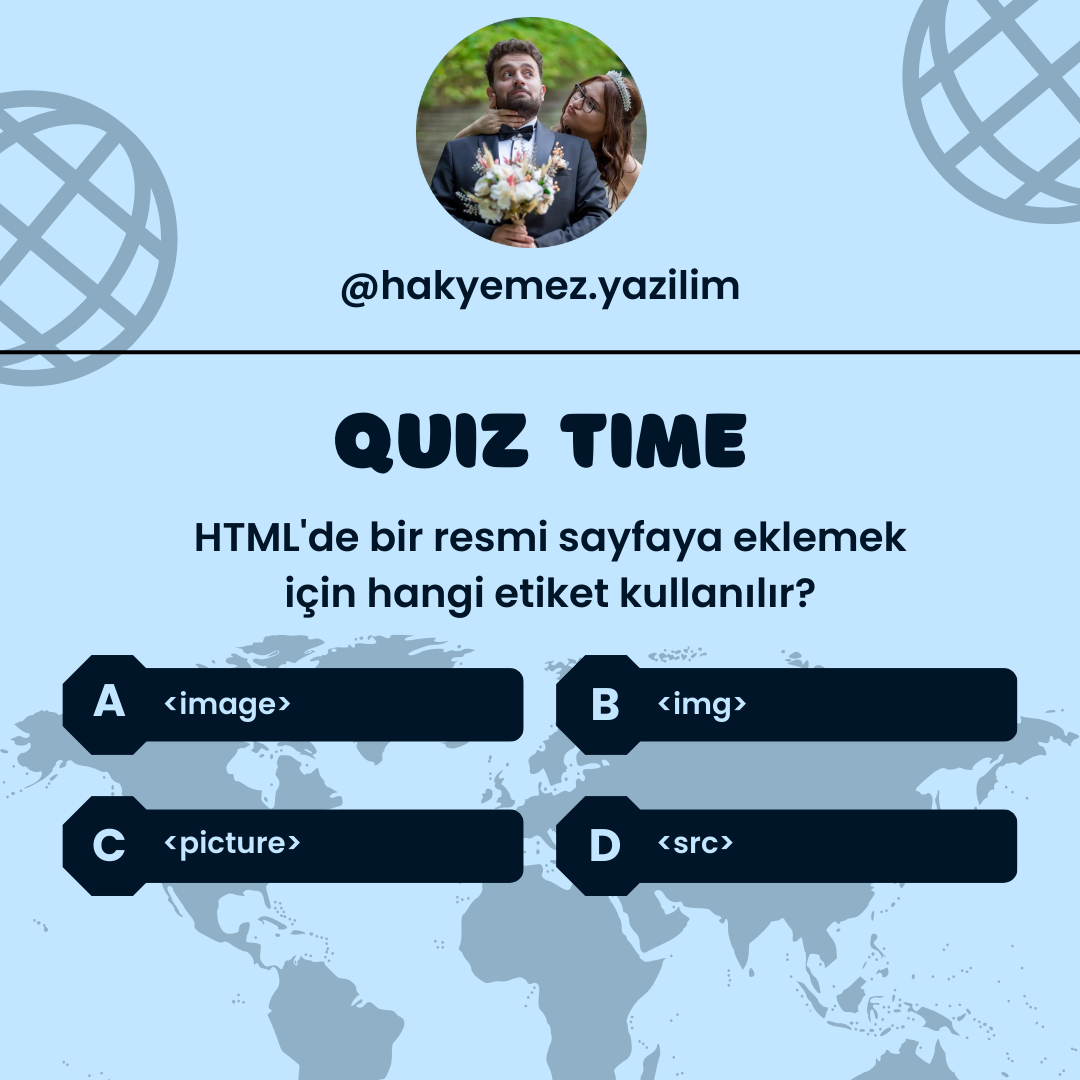 @hakyemez.yazilim
QUIZ TIME
HTML'de bir resmi sayfaya eklemek
için hangi etiket kullanılır?
A <image>
B <img>
C <picture>
D <src>